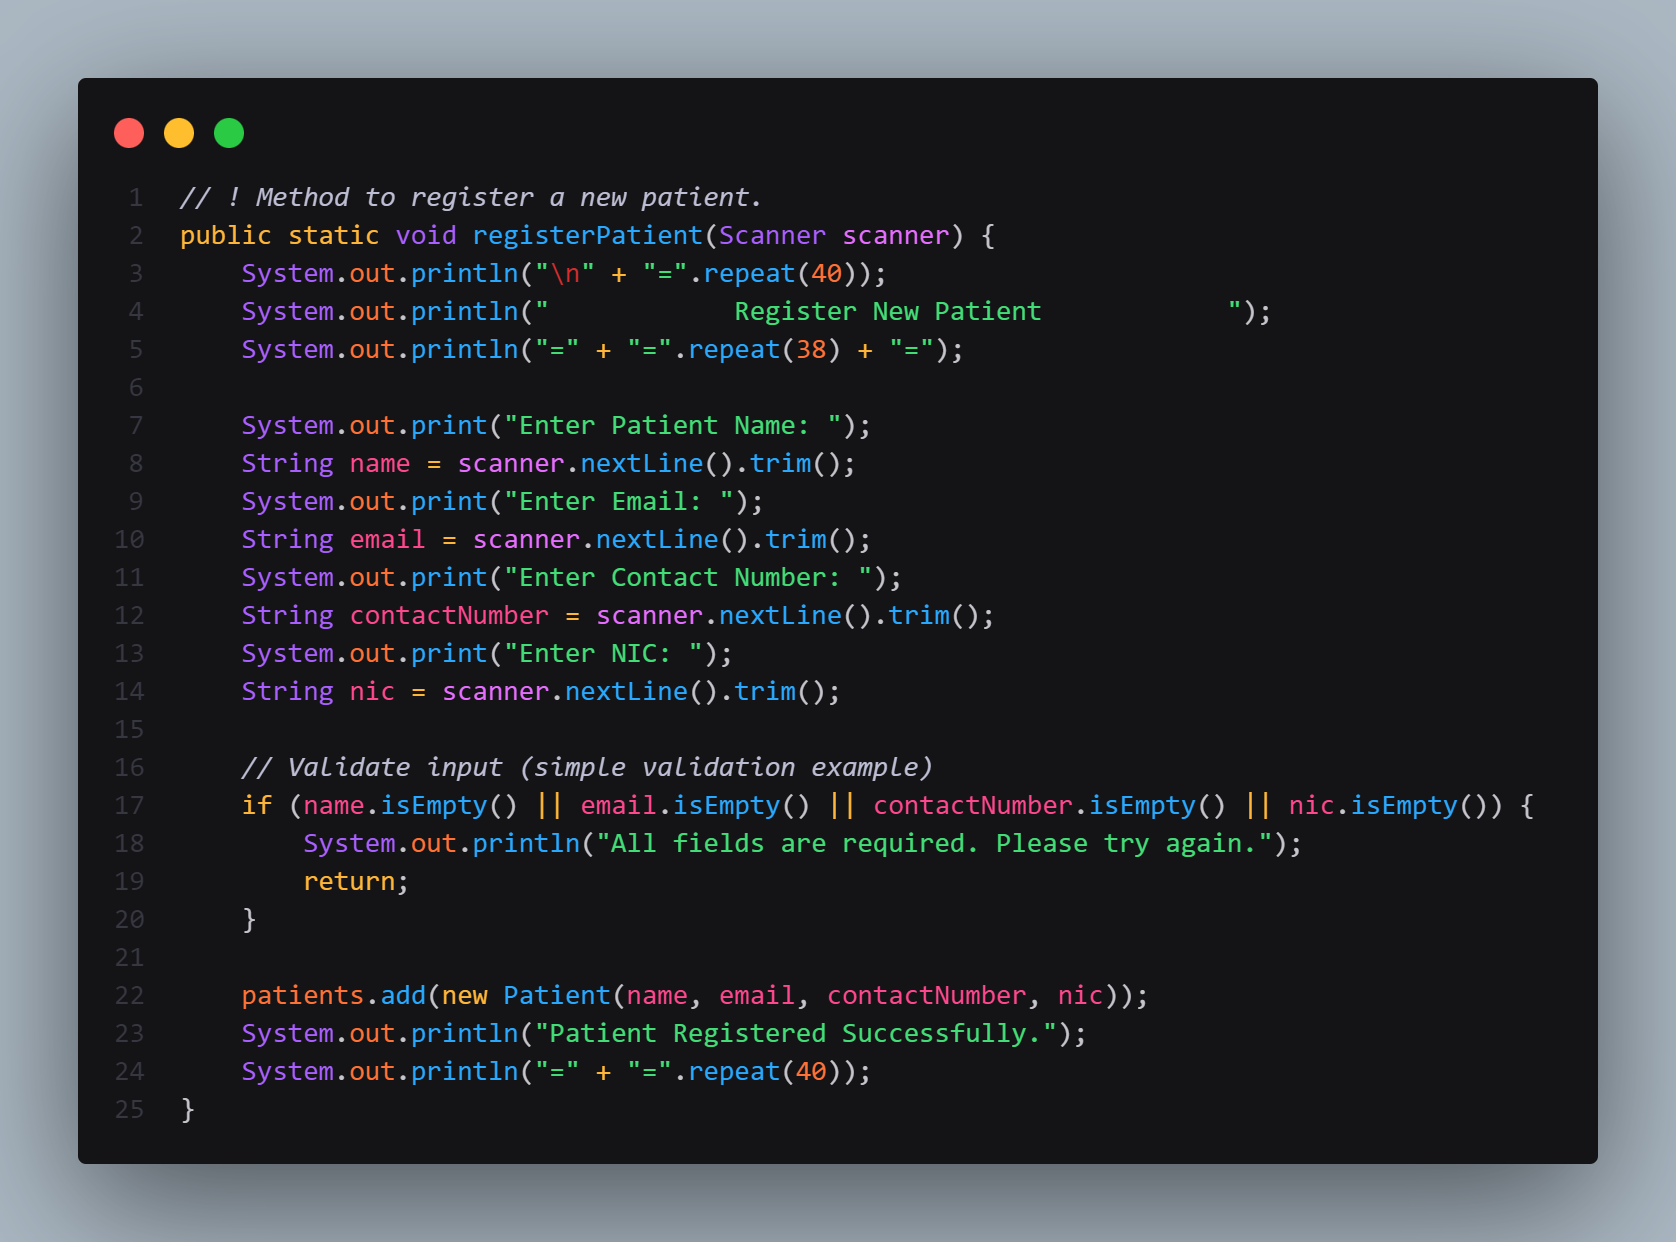 1 // ! Method to register a new patient.
2 public static void registerPatient(Scanner scanner) {
3     System.out.println("\n" + "=".repeat(40));
4     System.out.println("            Register New Patient            ");
5     System.out.println("=" + "=".repeat(38) + "=");
6
7     System.out.print("Enter Patient Name: ");
8     String name = scanner.nextLine().trim();
9     System.out.print("Enter Email: ");
10     String email = scanner.nextLine().trim();
11     System.out.print("Enter Contact Number: ");
12     String contactNumber = scanner.nextLine().trim();
13     System.out.print("Enter NIC: ");
14     String nic = scanner.nextLine().trim();
15
16     // Validate input (simple validation example)
17     if (name.isEmpty() || email.isEmpty() || contactNumber.isEmpty() || nic.isEmpty()) {
18         System.out.println("All fields are required. Please try again.");
19         return;
20     }
21
22     patients.add(new Patient(name, email, contactNumber, nic));
23     System.out.println("Patient Registered Successfully.");
24     System.out.println("=" + "=".repeat(40));
25 }